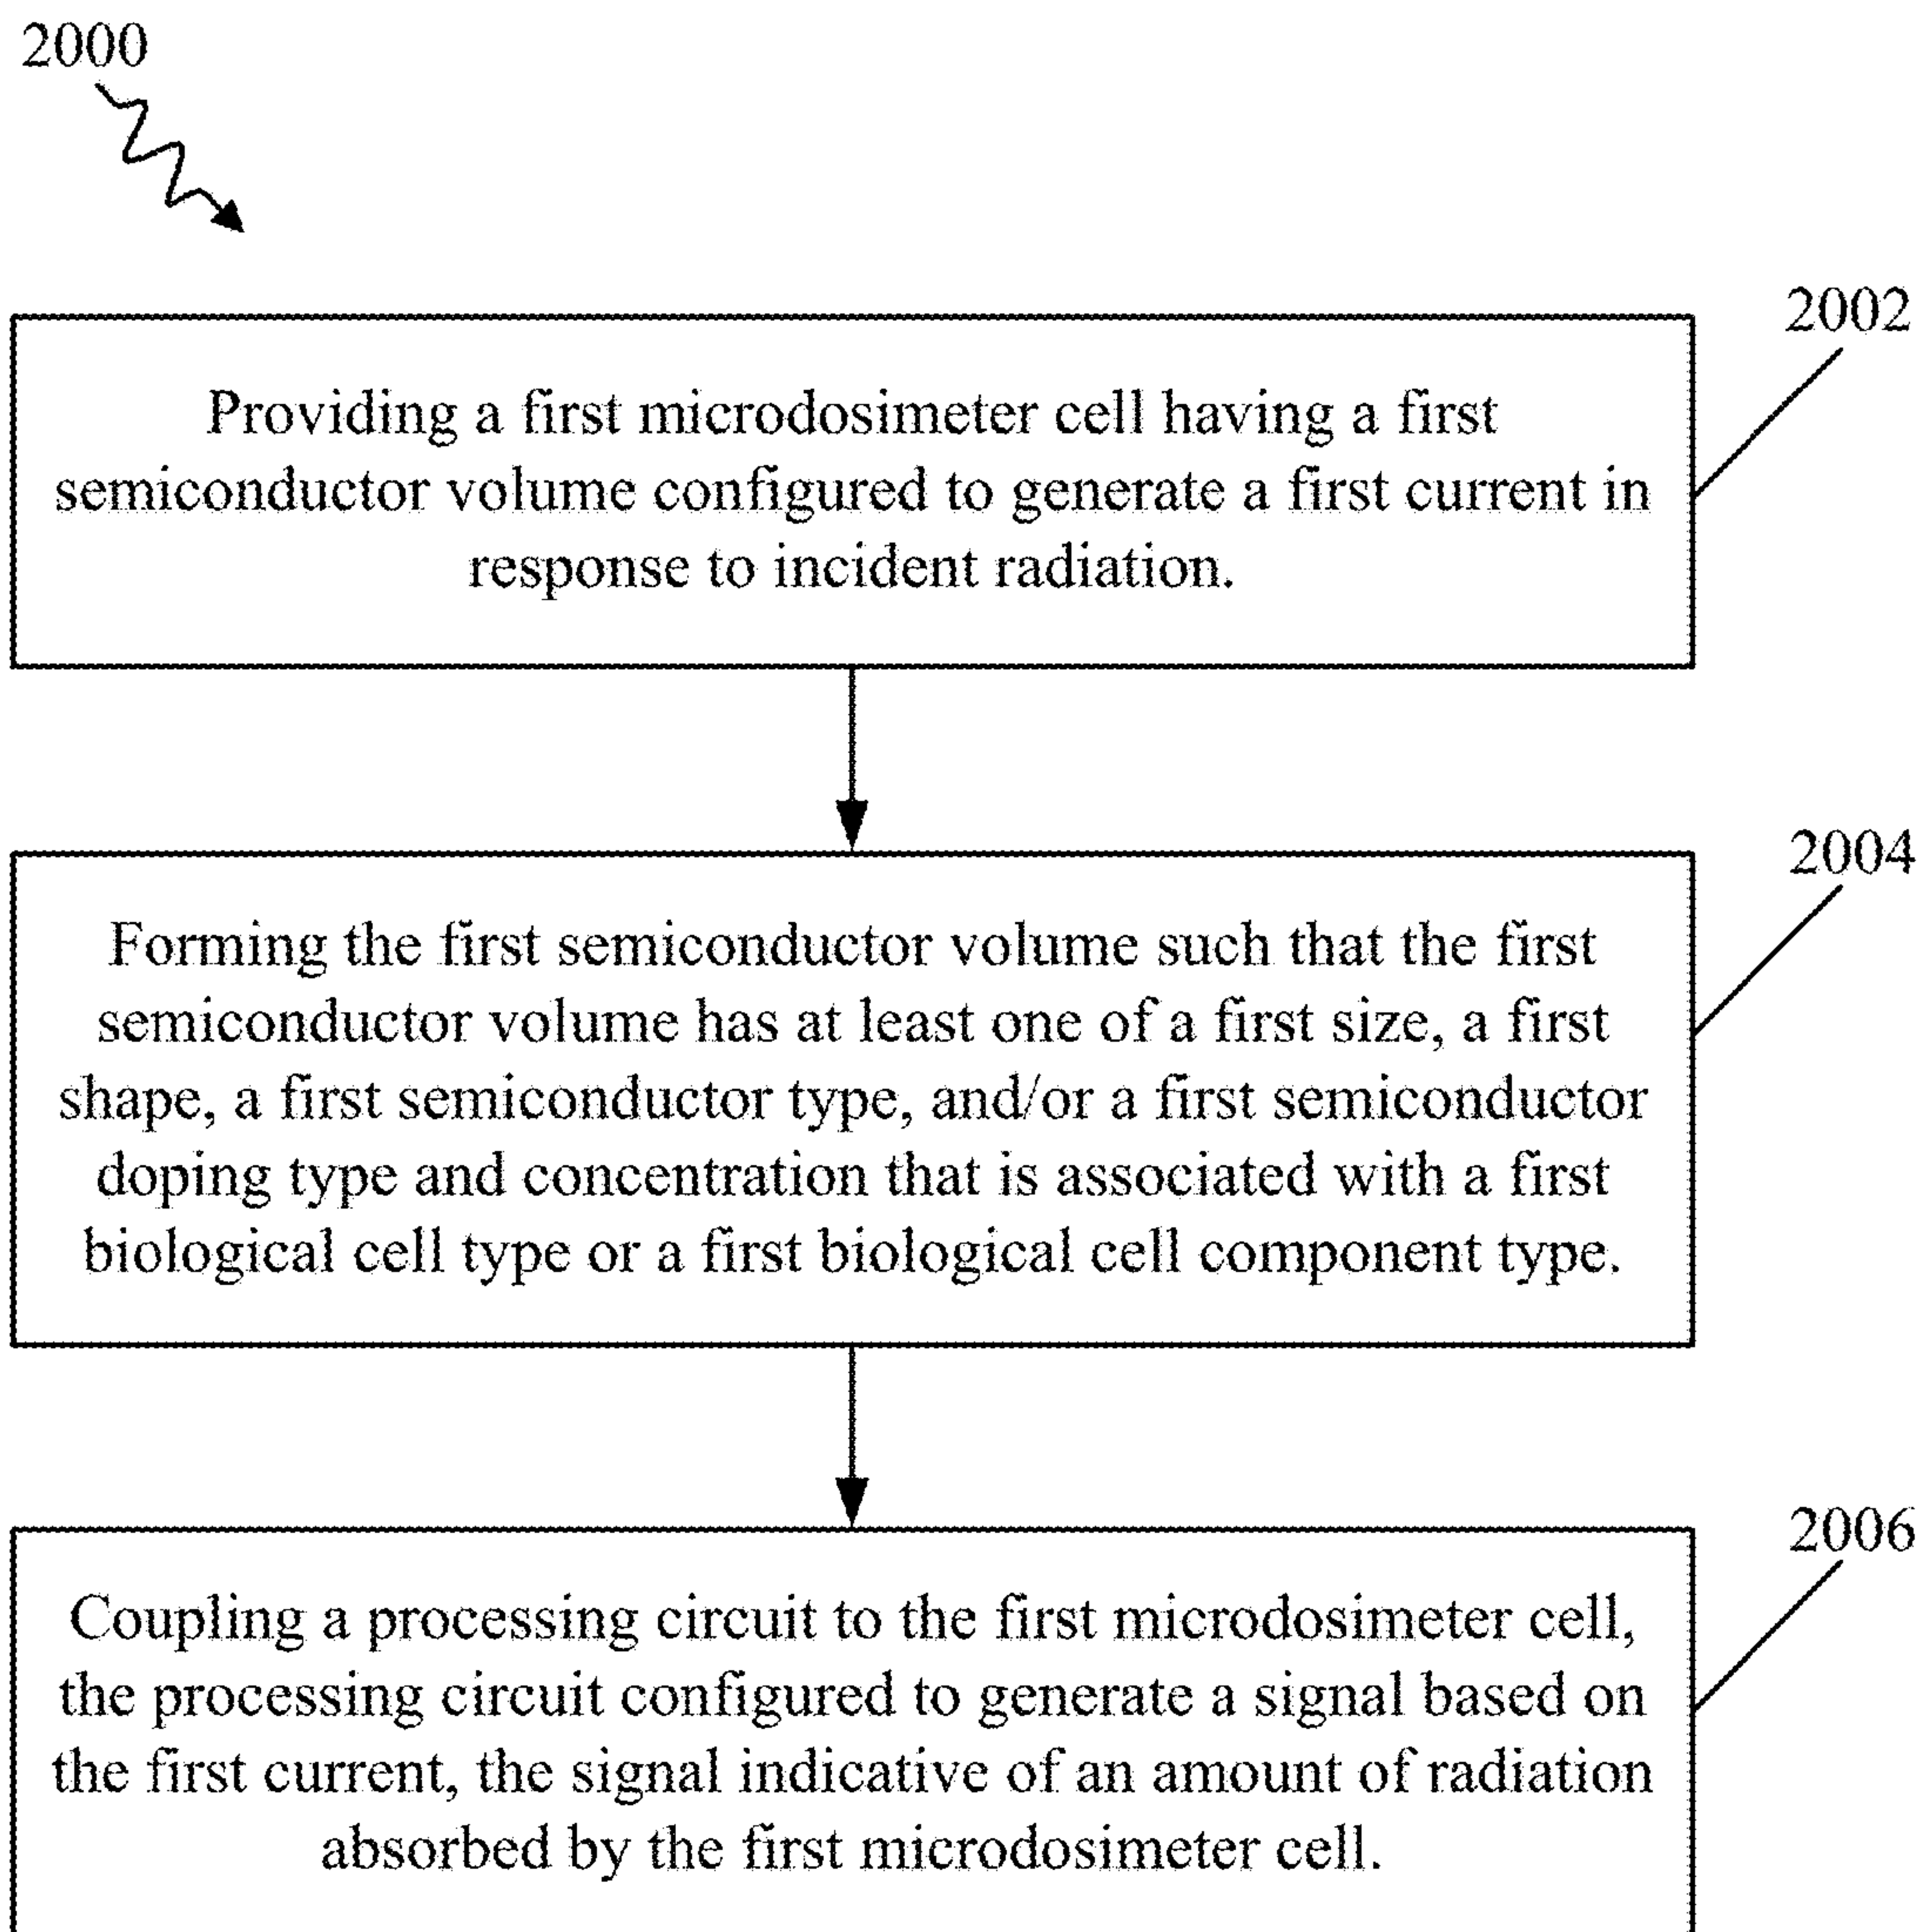 2000
2002
Providing a first microdosimeter cell having a first
semiconductor volume configured to generate a first current in
response to incident radiation.
2004
Forming the first semiconductor volume such that the first
semiconductor volume has at least one of a first size, a first
shape, a first semiconductor type, and/or a first semiconductor
doping type and concentration that is associated with a first
biological cell type or a first biological cell component type.
2006
Coupling a processing circuit to the first microdosimeter cell,
the processing circuit configured to generate a signal based on
the first current, the signal indicative of an amount of radiation
absorbed by the first microdosimeter cell.